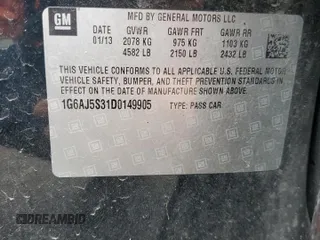 GM
MFD BY GENERAL MOTORS LLC
DATE GVWR GAWR FRT GAWR RR
01/13 2078 KG 975 KG 1103 KG
4582 LB 2150 LB 2432 LB
THIS VEHICLE CONFORMS TO ALL APPLICABLE U.S. FEDERAL MOTOR
VEHICLE SAFETY, BUMPER, AND THEFT PREVENTION STANDARDS
IN EFFECT ON THE DATE OF MANUFACTURE SHOWN ABOVE.
1G6AJ5S31D0149905 TYPE: PASS CAR
DREAMBID